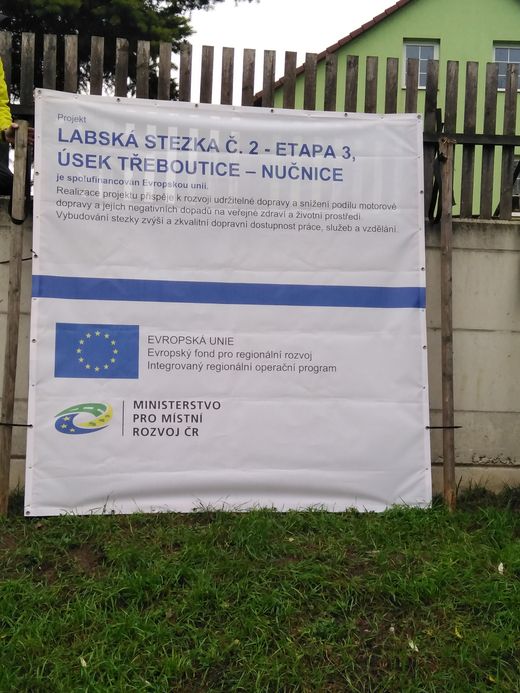 Projekt
LABSKÁ STEZKA Č. 2 - ETAPA 3,
ÚSEK TŘEBOUTICE – NUČNICE
je spolufinancován Evropskou unií.
Realizace projektu přispěje k rozvoji udržitelné dopravy a snížení podílu motorové
dopravy a jejích negativních dopadů na veřejné zdraví a životní prostředí.
Vybudování stezky zvýší a zkvalitní dopravní dostupnost práce, služeb a vzdělání.
EVROPSKÁ UNIE
Evropský fond pro regionální rozvoj
Integrovaný regionální operační program
MINISTERSTVO
PRO MÍSTNÍ
ROZVOJ ČR